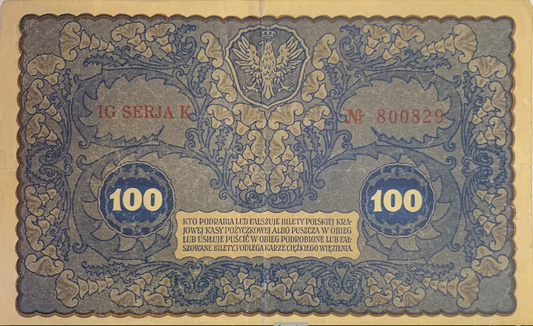 IG SERJA K № 800829
100 100
KTO PODRABIA LUB FAŁSZUJE BILETY POLSKIEJ KRA-
JOWEJ KASY POŻYCZKOWEJ ALBO PUSZCZA W OBIEG
LUB USIŁUJE PUŚCIĆ W OBIEG PODROBIONE LUB FAŁ-
SZOWANE BILETY, PODLEGA KARZE CIĘŻKIEGO WIĘZIENIA.